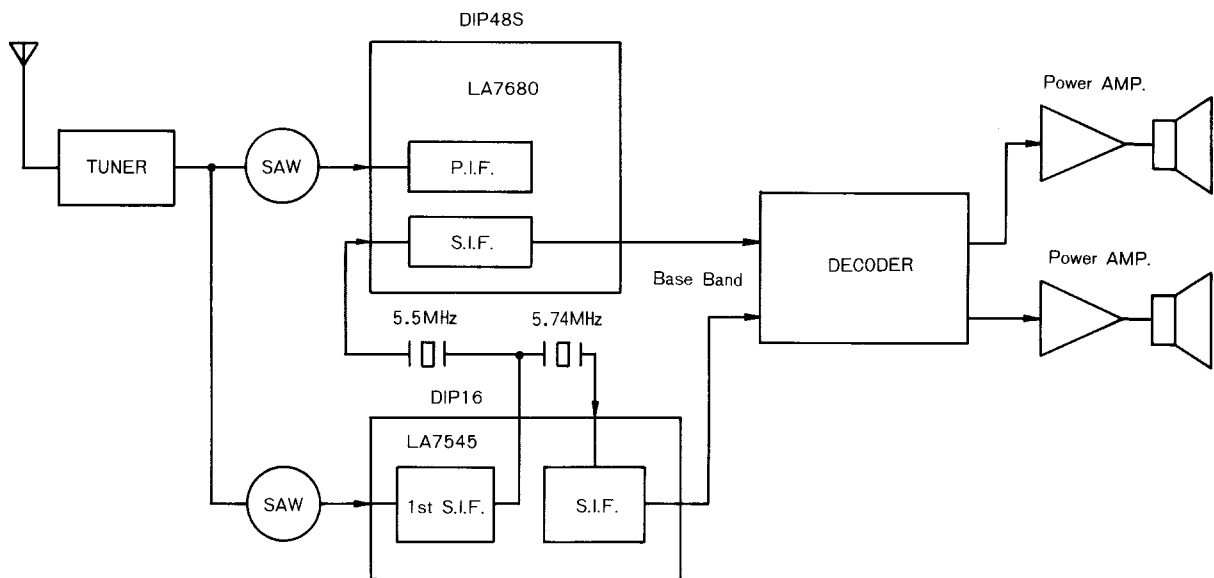 DIP48S
LA7680
Power AMP.
TUNER
SAW
P.I.F.
S.I.F.
DECODER
Base Band
Power AMP.
5.5MHz
5.74MHz
DIP16
LA7545
SAW
1st S.I.F.
S.I.F.